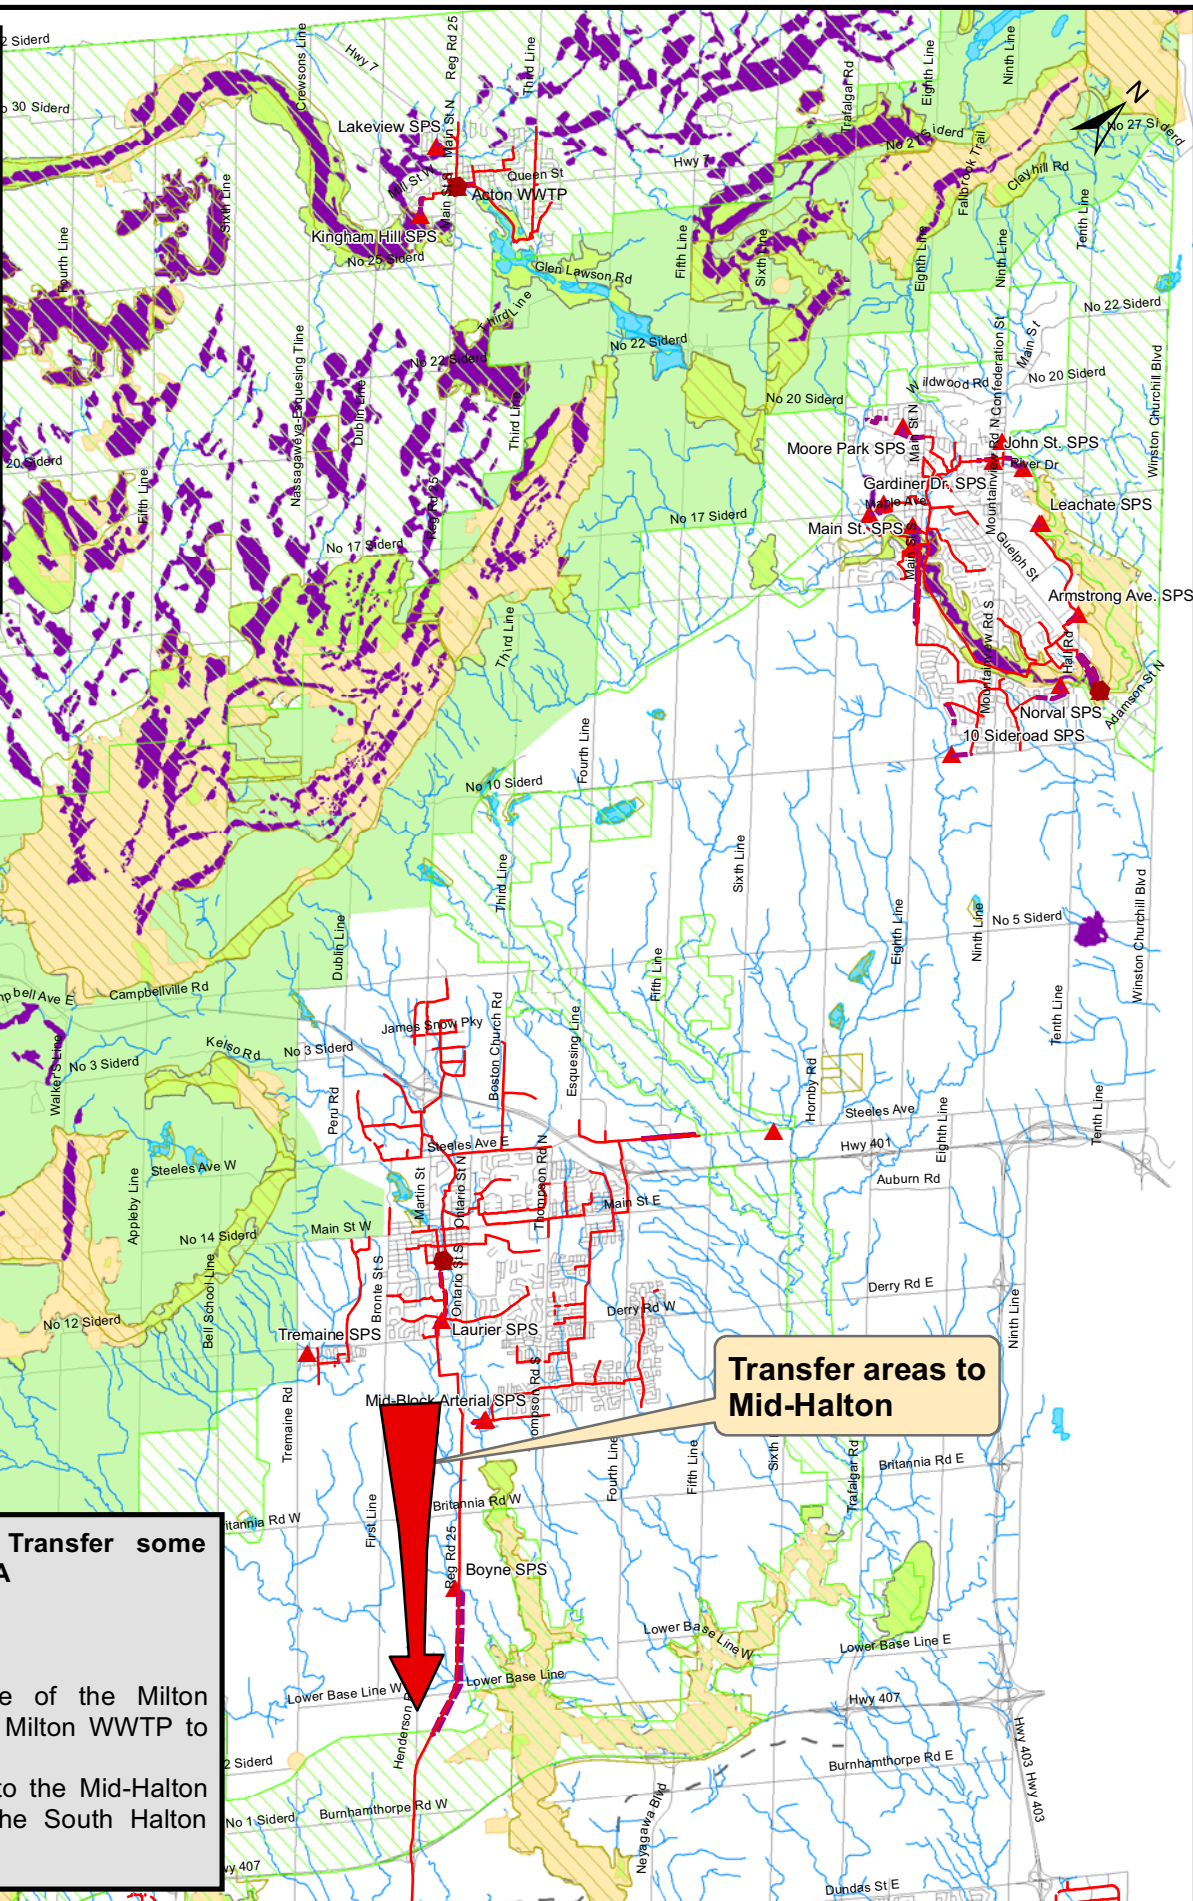 2 Siderd
Crewsons Line
Hwy 7
Reg Rd 25
Third Line
Trafalgar Rd
Eighth Line
Ninth Line
N
No 27 Siderd
30 Siderd
Lakeview SPS
Main St N
Mill St W
Queen St
Hwy 7
Acton WWTP
Main St S
Kingham Hill SPS
No 25 Siderd
Sixth Line
Fourth Line
Fallbrook Trail
Clayhill Rd
Tenth Line
Fifth Line
Sixth Line
Eighth Line
Ninth Line
Glen Lawson Rd
Third Line
No 22 Siderd
No 22 Siderd
No 22 Siderd
Nassagaweya-Esquesing Tline
Dublin Line
Third Line
Wildwood Rd
Confederation St
Main St
No 20 Siderd
No 20 Siderd
Winston Churchill Blvd
20 Siderd
Fifth Line
Reg Rd 25
No 17 Siderd
No 17 Siderd
Moore Park SPS
Main St N
Mountainview Rd N
John St. SPS
River Dr
Gardiner Dr. SPS
Maple Ave
Leachate SPS
Main St. SPS
Main St S
Guelph St
Armstrong Ave. SPS
Mountainview Rd S
Hall Rd
Norval SPS
Adamson St N
10 Sideroad SPS
Third Line
Fourth Line
No 10 Siderd
Third Line
Sixth Line
Eighth Line
Ninth Line
No 5 Siderd
Winston Churchill Blvd
Dublin Line
Fifth Line
Tenth Line
Campbellville Rd
James Snow Pky
Boston Church Rd
Esquesing Line
Kelso Rd
No 3 Siderd
No 3 Siderd
Walker's Line
Peru Rd
Hornby Rd
Steeles Ave
Eighth Line
Tenth Line
Hwy 401
Auburn Rd
Steeles Ave E
Steeles Ave W
Appleby Line
Martin St
Ontario St N
Thompson Rd N
Main St E
Main St W
No 14 Siderd
Bell School Line
Bronte St S
Ontario St S
Derry Rd E
Derry Rd W
Ninth Line
No 12 Siderd
Tremaine SPS
Laurier SPS
Transfer areas to
Mid-Halton
Mid-Block Arterial SPS
Tremaine Rd
Fourth Line
Fifth Line
Trafalgar Rd
Britannia Rd E
Britannia Rd W
First Line
Reg Rd 25
Boyne SPS
Transfer some
A
Lower Base Line W
Lower Base Line E
Lower Base Line
Lower Base Line W
e of the Milton
Milton WWTP to
Henderson
Hwy 407
Hwy 403
Hwy 403
2 Siderd
to the Mid-Halton
he South Halton
No 1 Siderd
Burnhamthorpe Rd W
Burnhamthorpe Rd E
Neyagawa Blvd
Dundas St E